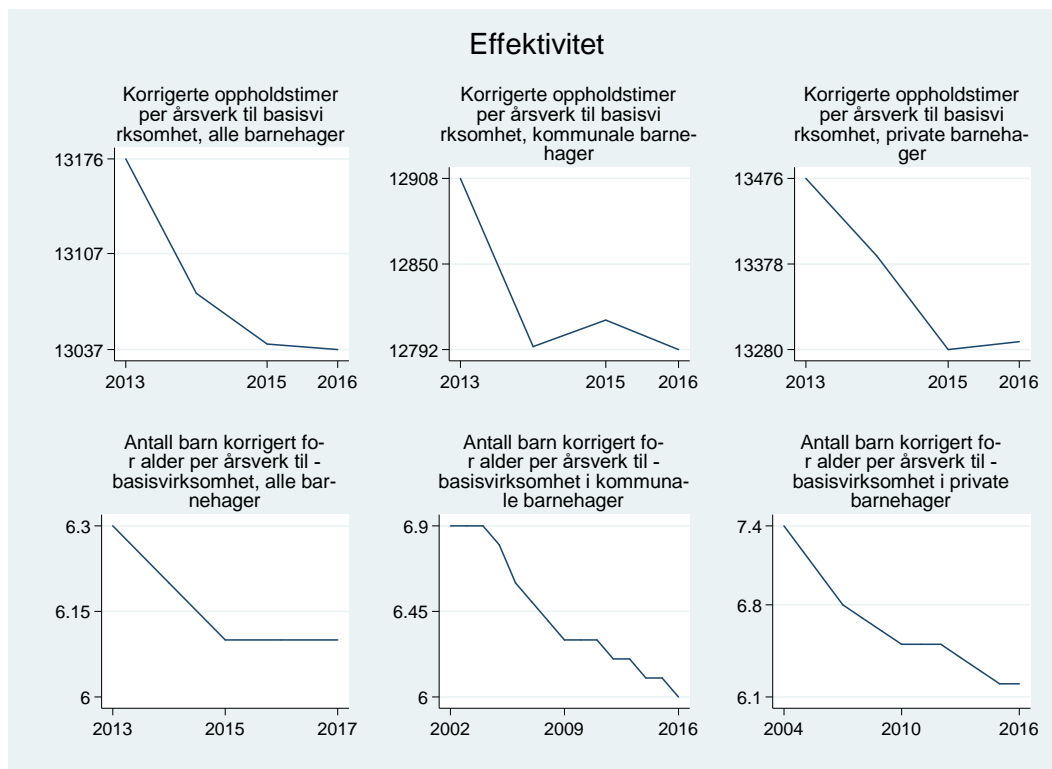 Effektivitet
Korrigerte oppholdstimer
per årsverk til basisvi
rksomhet, alle barnehager
13176
13107
13037
2013
2015
2016
Korrigerte oppholdstimer
per årsverk til basisvi
rksomhet, kommunale barne-
hager
12908
12850
12792
2013
2015
2016
Korrigerte oppholdstimer
per årsverk til basisvi
rksomhet, private barneha-
ger
13476
13378
13280
2013
2015
2016
Antall barn korrigert fo-
r alder per årsverk til -
basisvirksomhet, alle bar-
nehager
6.3
6.15
6
2013
2015
2017
Antall barn korrigert fo-
r alder per årsverk til -
basisvirksomhet i kommuna-
le barnehager
6.9
6.45
6
2002
2009
2016
Antall barn korrigert fo-
r alder per årsverk til -
basisvirksomhet i private
barnehager
7.4
6.8
6.1
2004
2010
2016